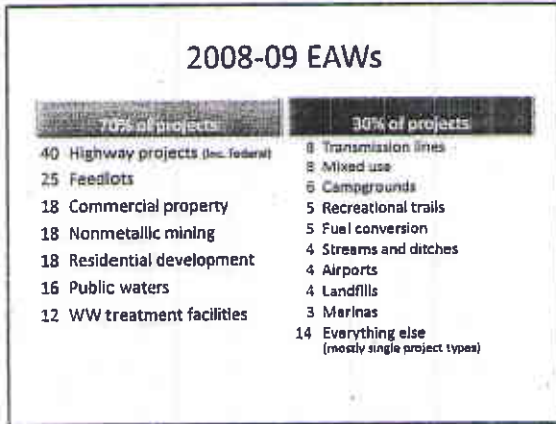 2008-09 EAWs
70% of projects
40 Highway projects (inc. federal)
25 Feedlots
18 Commercial property
18 Nonmetallic mining
18 Residential development
16 Public waters
12 WW treatment facilities
30% of projects
8 Transmission lines
8 Mixed use
6 Campgrounds
5 Recreational trails
5 Fuel conversion
4 Streams and ditches
4 Airports
4 Landfills
3 Marinas
14 Everything else
(mostly single project types)